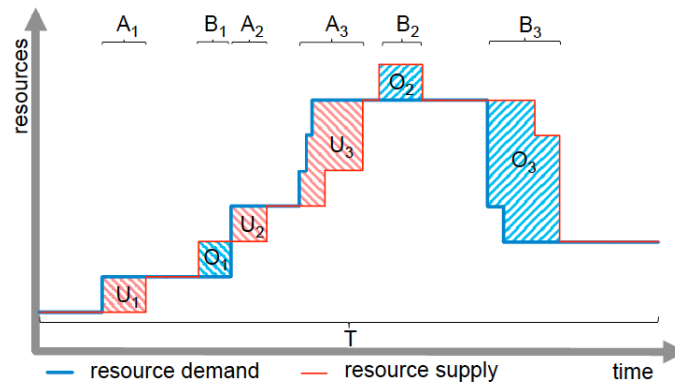 A₁ B₁ A₂ A₃ B₂ B₃
resources
O₂
U₃
O₃
U₂
O₁
U₁
T
resource demand resource supply time